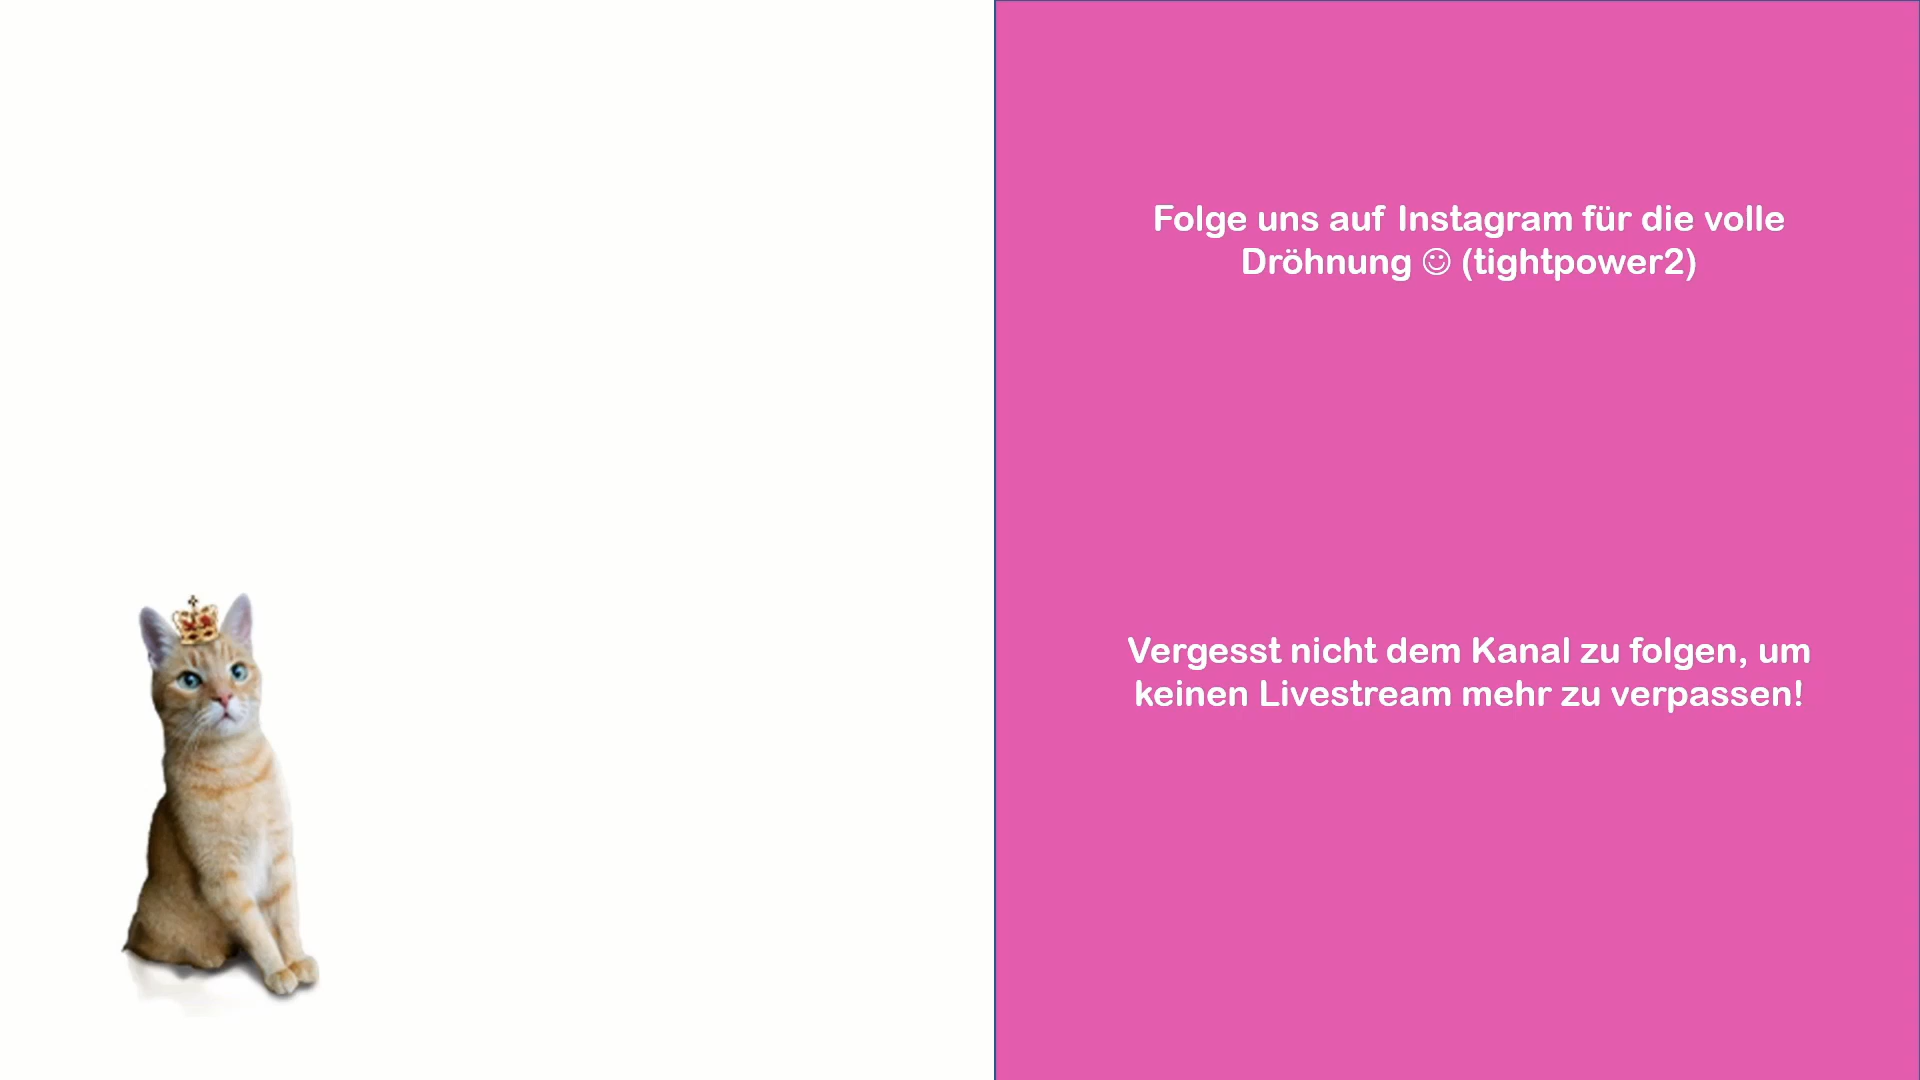 Folge uns auf Instagram für die volle
Dröhnung ☺ (tightpower2)
Vergesst nicht dem Kanal zu folgen, um
keinen Livestream mehr zu verpassen!